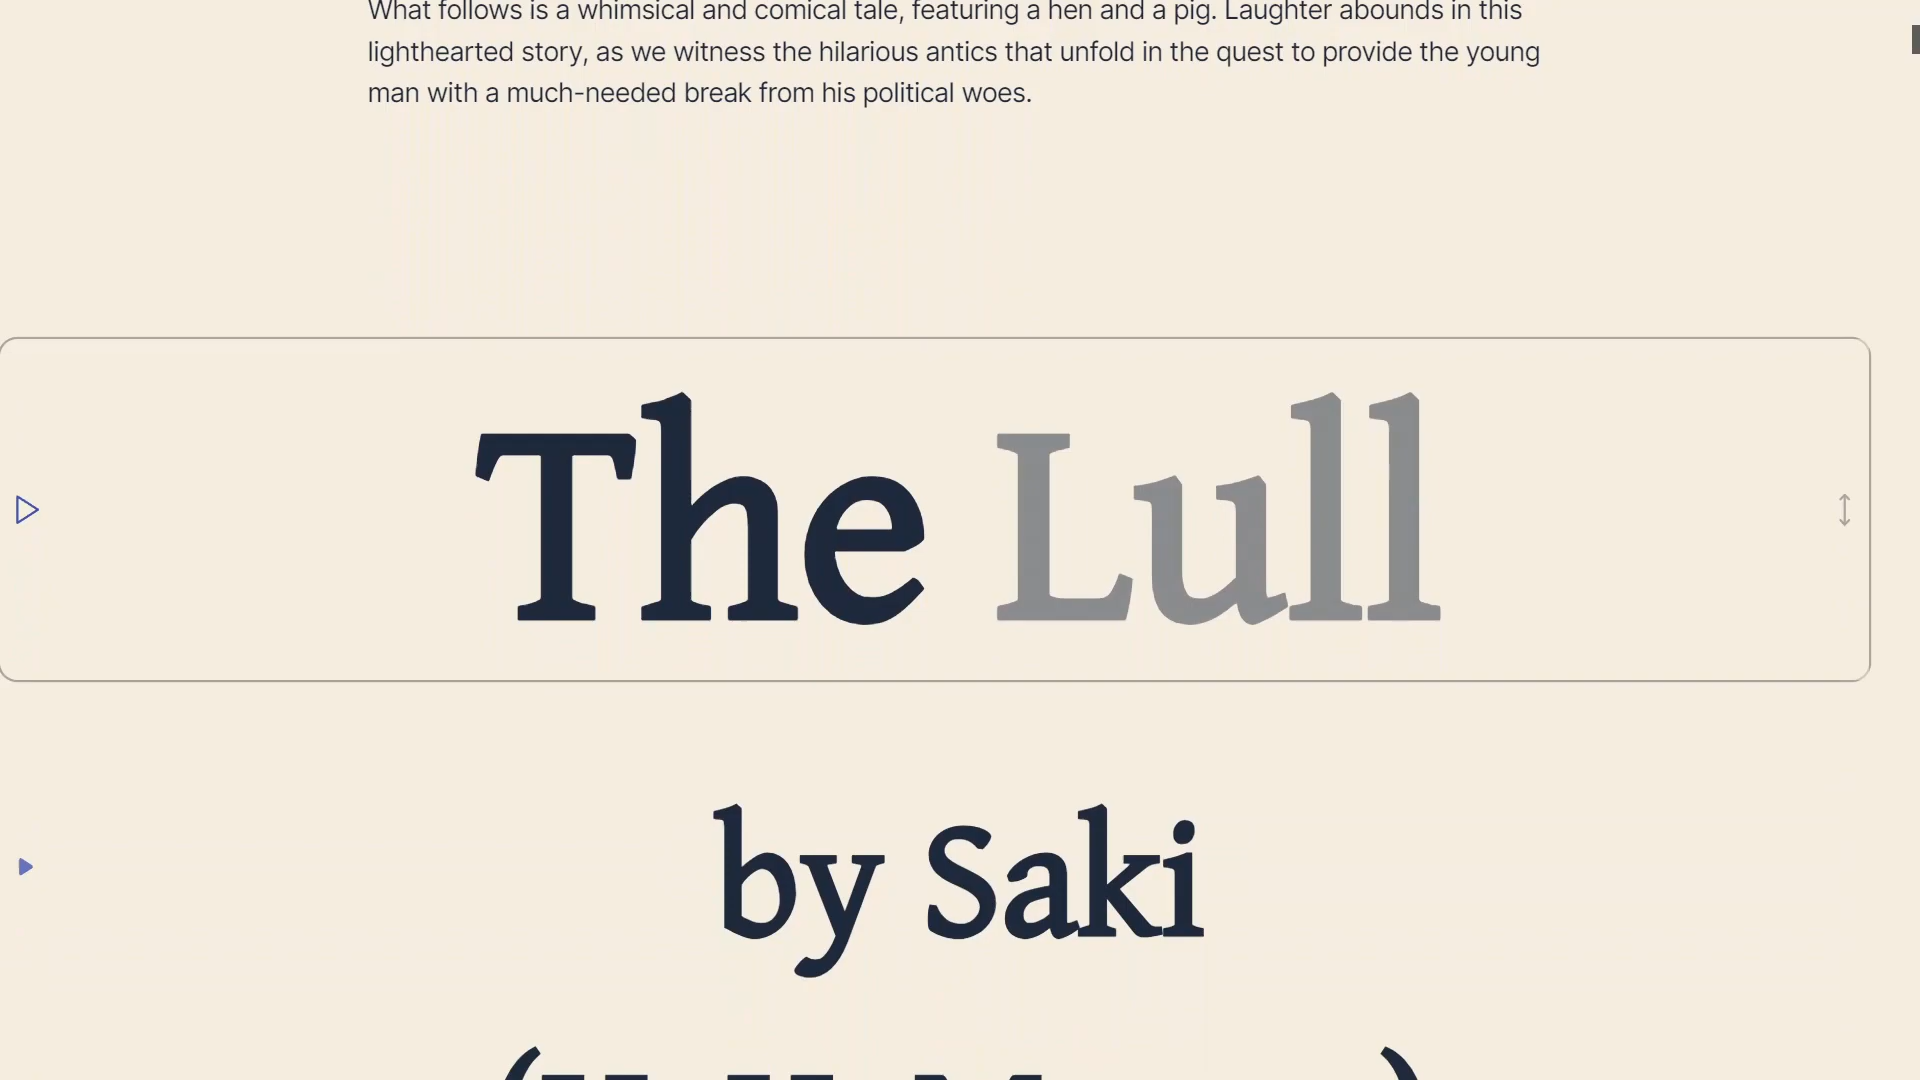 What follows is a whimsical and comical tale, featuring a hen and a pig. Laughter abounds in this
lighthearted story, as we witness the hilarious antics that unfold in the quest to provide the young
man with a much-needed break from his political woes.
The Lull
by Saki